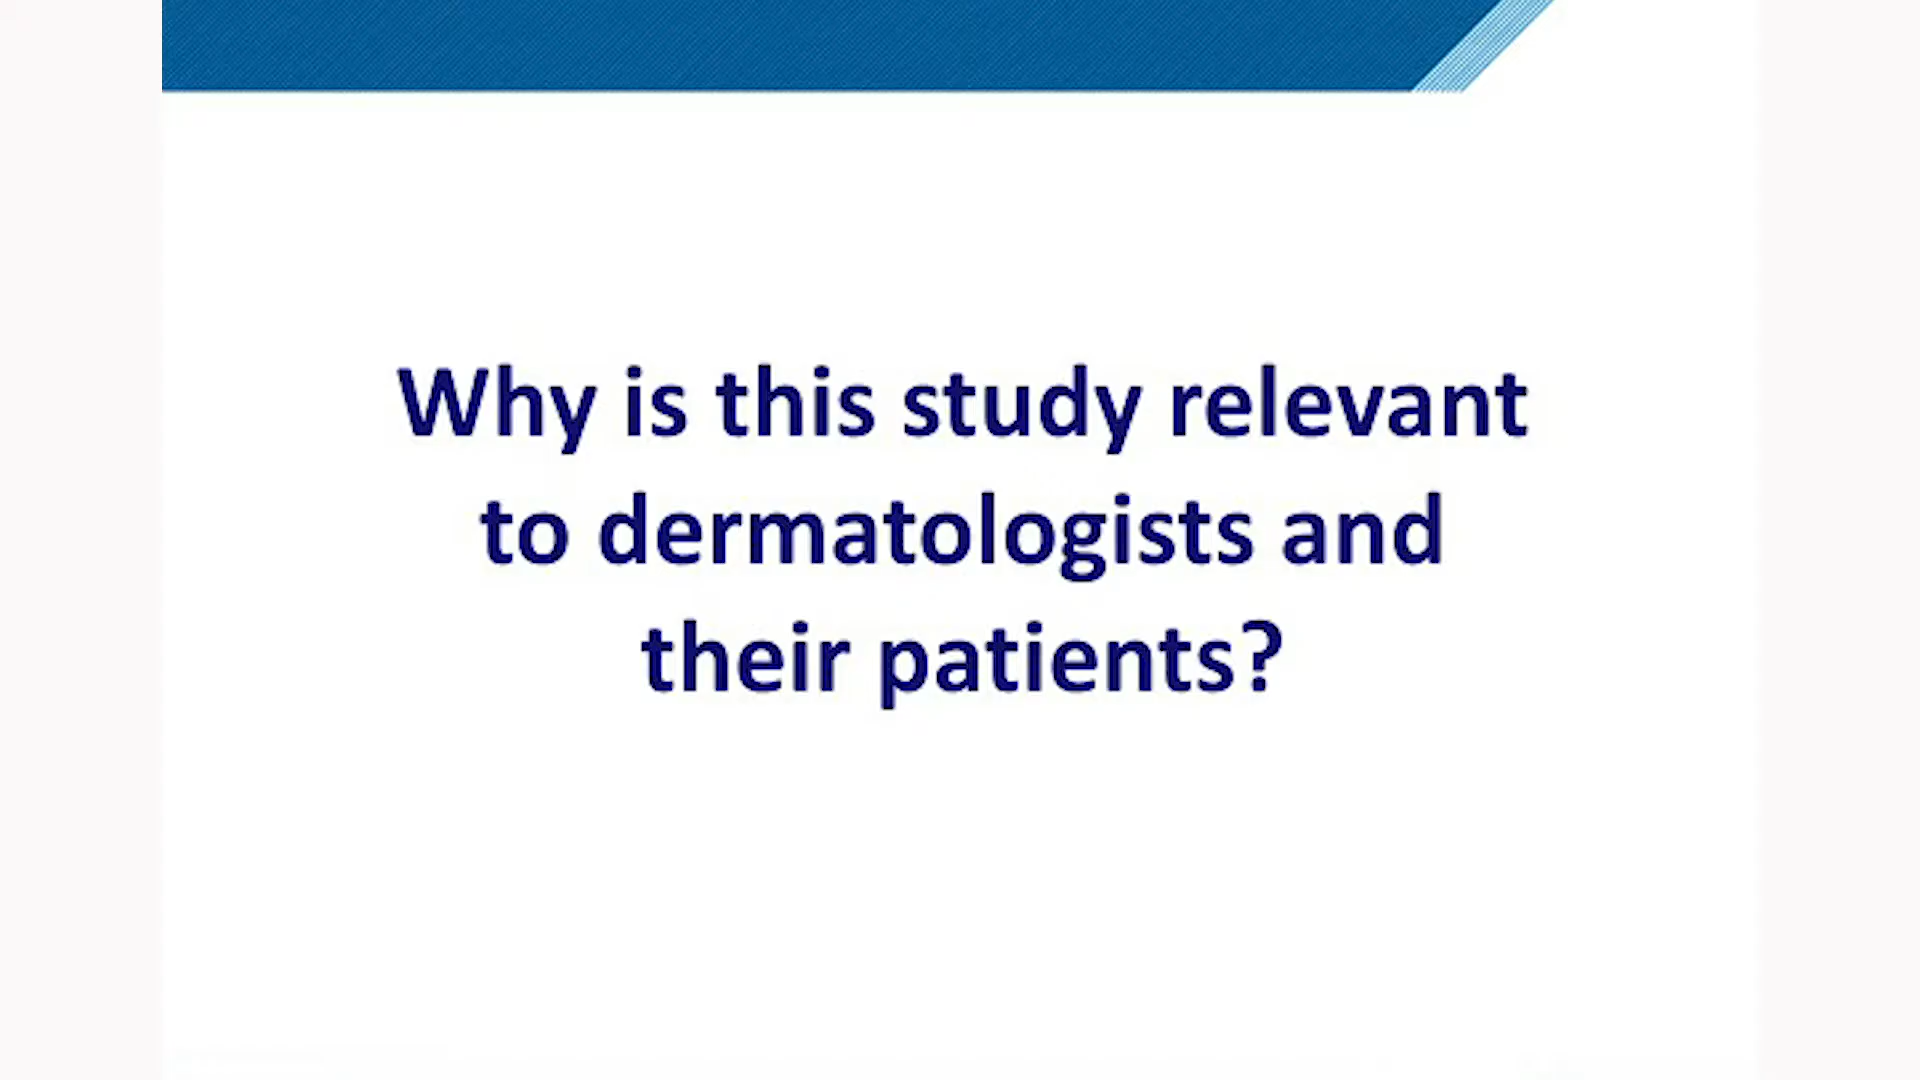 Why is this study relevant
to dermatologists and
their patients?